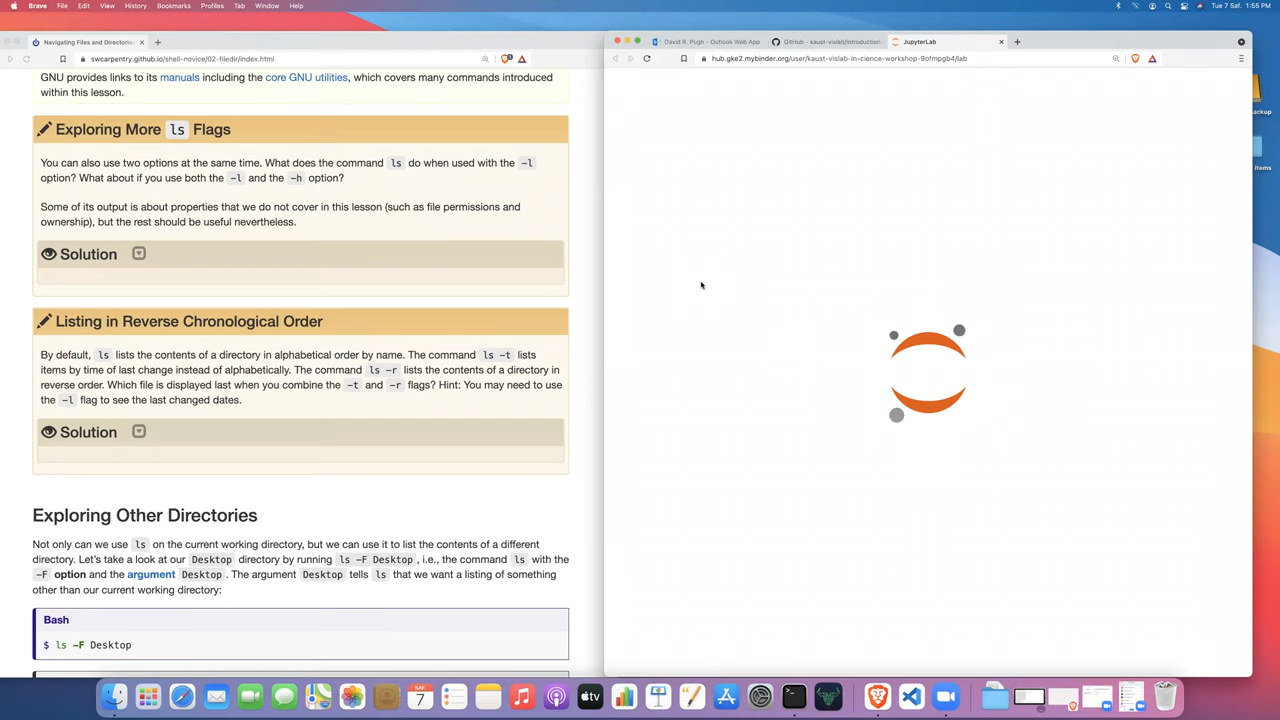 Brave File Edit View History Bookmarks Profiles Tab Window Help
Tue 7 Saf. 1:55 PM
Navigating Files and Directorie
swcarpentry.github.io/shell-novice/02-filedir/index.html
GNU provides links to its manuals including the core GNU utilities, which covers many commands introduced
within this lesson.
Exploring More ls Flags
You can also use two options at the same time. What does the command ls do when used with the -l
option? What about if you use both the -l and the -h option?
Some of its output is about properties that we do not cover in this lesson (such as file permissions and
ownership), but the rest should be useful nevertheless.
Solution
Listing in Reverse Chronological Order
By default, ls lists the contents of a directory in alphabetical order by name. The command ls -t lists
items by time of last change instead of alphabetically. The command ls -r lists the contents of a directory in
reverse order. Which file is displayed last when you combine the -t and -r flags? Hint: You may need to use
the -l flag to see the last changed dates.
Solution
Exploring Other Directories
Not only can we use ls on the current working directory, but we can use it to list the contents of a different
directory. Let's take a look at our Desktop directory by running ls -F Desktop , i.e., the command ls with the
-F option and the argument Desktop . The argument Desktop tells ls that we want a listing of something
other than our current working directory:
Bash
$ ls -F Desktop
David R. Pugh - Outlook Web App
GitHub - kaust-vislab/introduction
JupyterLab
hub.gke2.mybinder.org/user/kaust-vislab-in-cience-workshop-9ofmpgb4/lab
ckup
items
SAF.
7
tv